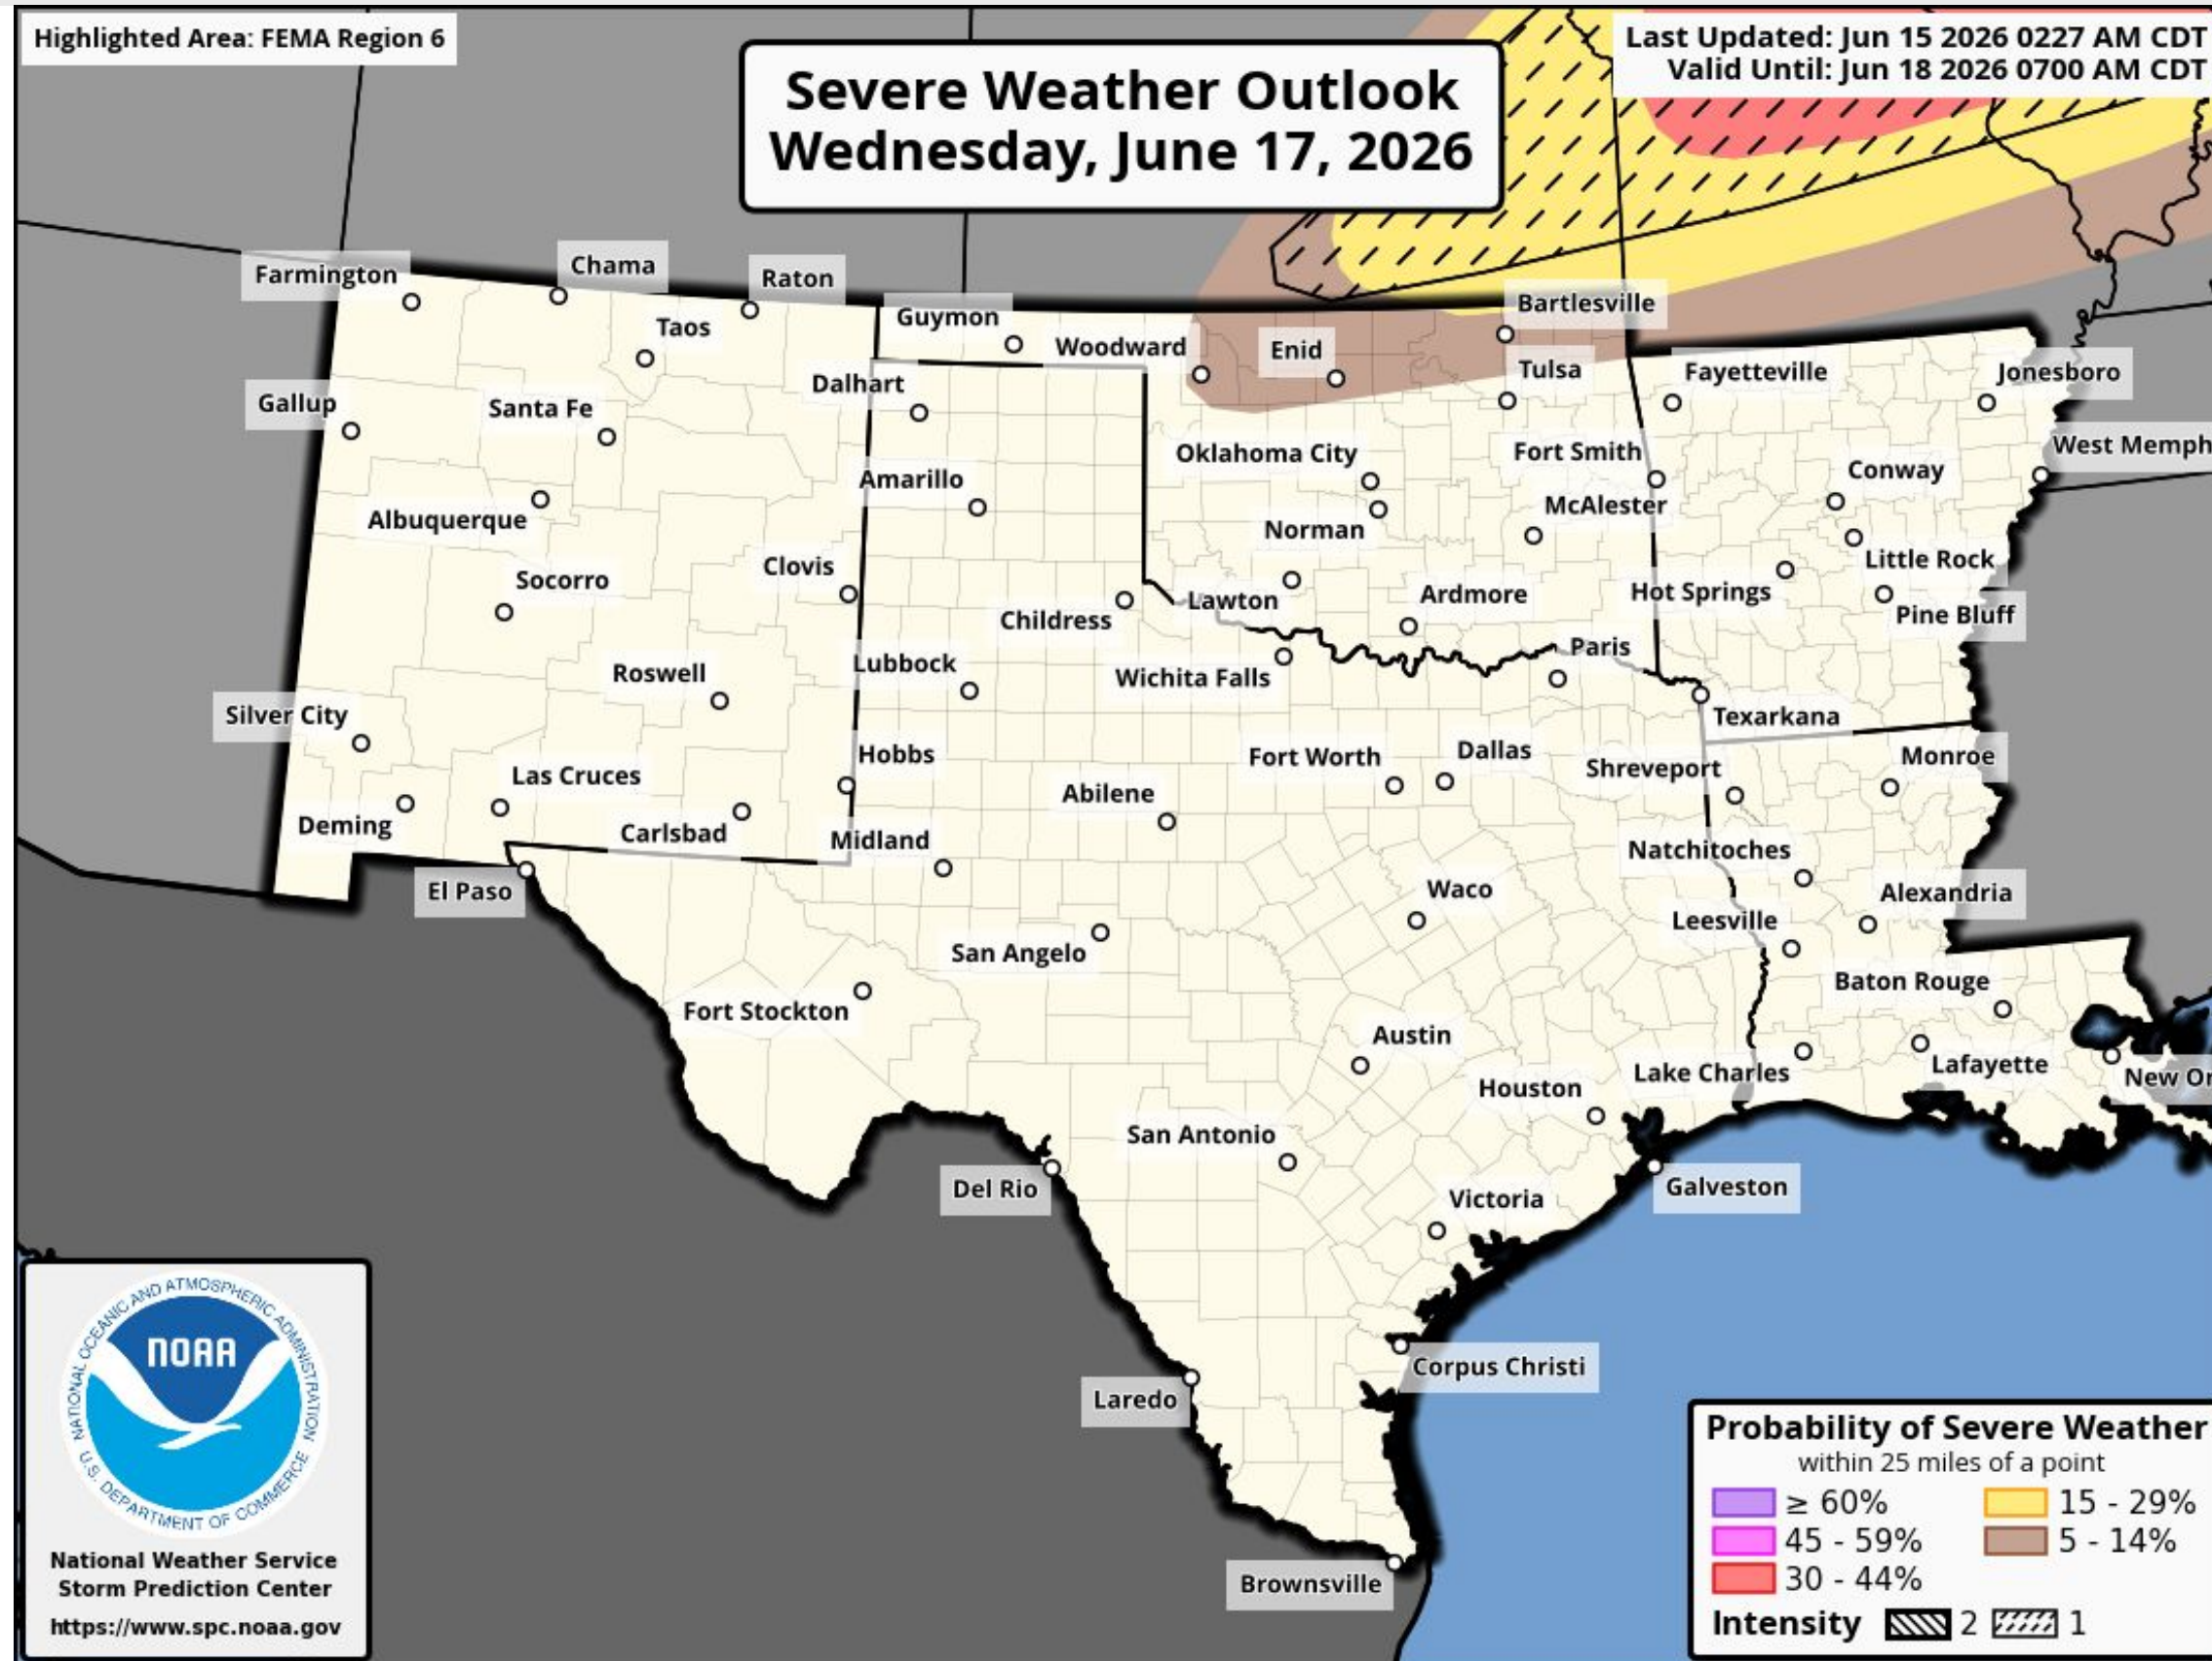 Highlighted Area: FEMA Region 6
Last Updated: Jun 15 2026 0227 AM CDT
Valid Until: Jun 18 2026 0700 AM CDT
Severe Weather Outlook
Wednesday, June 17, 2026
Farmington
Chama
Raton
Taos
Guymon
Woodward
Enid
Bartlesville
Tulsa
Fayetteville
Jonesboro
Gallup
Santa Fe
Dalhart
Oklahoma City
Fort Smith
West Memph
Amarillo
Conway
Albuquerque
Norman
McAlester
Little Rock
Clovis
Socorro
Childress
Lawton
Ardmore
Hot Springs
Pine Bluff
Roswell
Lubbock
Wichita Falls
Paris
Silver City
Texarkana
Las Cruces
Hobbs
Fort Worth
Dallas
Shreveport
Monroe
Deming
Carlsbad
Midland
Abilene
Natchitoches
El Paso
Waco
Alexandria
Leesville
San Angelo
Baton Rouge
Fort Stockton
Austin
Lake Charles
Lafayette
New Or
Houston
San Antonio
Del Rio
Victoria
Galveston
Laredo
Corpus Christi
Brownsville
NATIONAL OCEANIC AND ATMOSPHERIC ADMINISTRATION
NOAA
U.S. DEPARTMENT OF COMMERCE
National Weather Service
Storm Prediction Center
https://www.spc.noaa.gov
Probability of Severe Weather
within 25 miles of a point
≥ 60% 15 - 29%
45 - 59% 5 - 14%
30 - 44%
Intensity 2 1